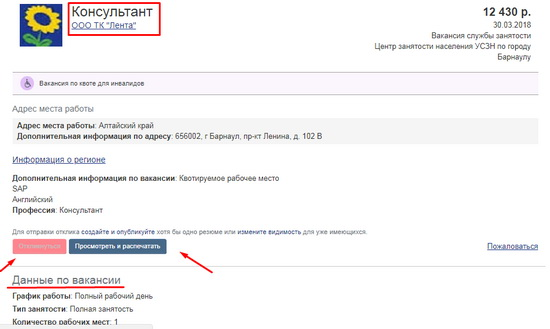 Консультант
ООО ТК "Лента"
12 430 р.
30.03.2018
Вакансия службы занятости
Центр занятости населения УСЗН по городу
Барнаулу
Вакансия по квоте для инвалидов
Адрес места работы
Адрес места работы: Алтайский край
Дополнительная информация по адресу: 656002, г Барнаул, пр-кт Ленина, д. 102 В
Информация о регионе
Дополнительная информация по вакансии: Квотируемое рабочее место
SAP
Английский
Профессия: Консультант
Для отправки отклика создайте и опубликуйте хотя бы одно резюме или измените видимость для уже имеющихся.
Откликнуться
Просмотреть и распечатать
Пожаловаться
Данные по вакансии
График работы: Полный рабочий день
Тип занятости: Полная занятость
Количество рабочих мест: 1